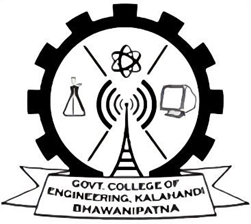 GOVT. COLLEGE OF
ENGINEERING, KALAHANDI
BHAWANIPATNA